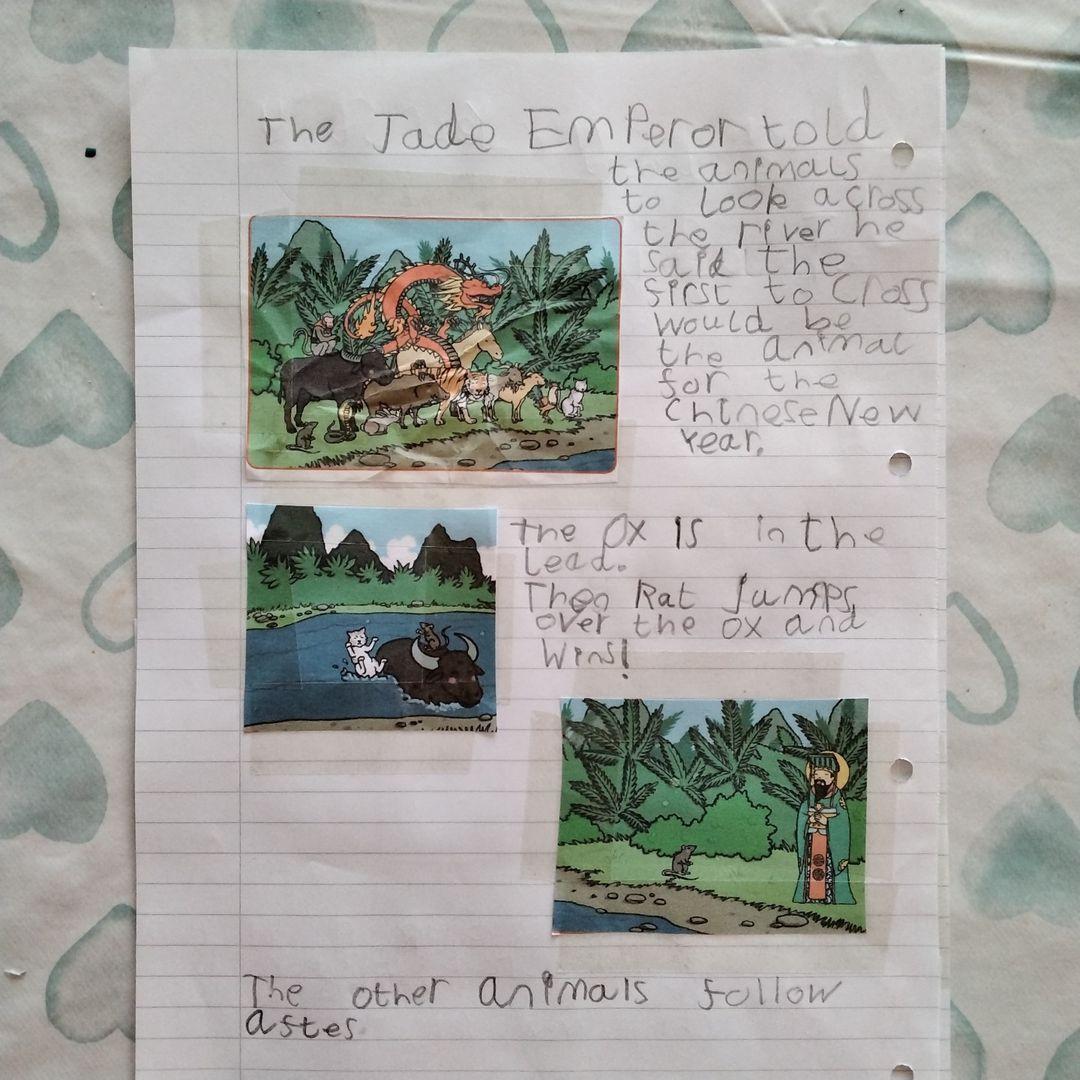 The Jade Emperor told
the animals
to look across
the river he
said the
first to Cross
would be
the animal
for the
Chinese New
Year.
The Ox is in the
Lead.
Then Rat Jumps
over the ox and
Wins!
The other animals follow
aftes